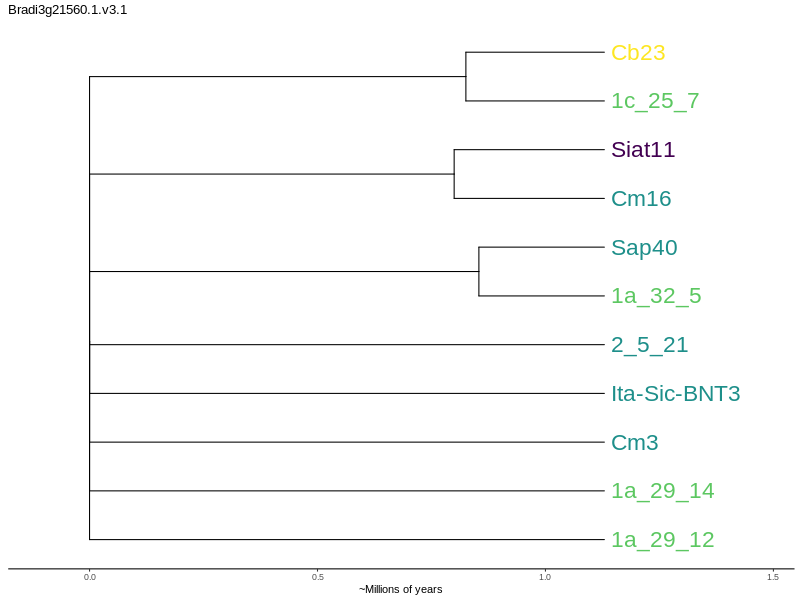 Bradi3g21560.1.v3.1
Cb23
1c_25_7
Siat11
Cm16
Sap40
1a_32_5
2_5_21
Ita-Sic-BNT3
Cm3
1a_29_14
1a_29_12
0.0 0.5 1.0 1.5
~Millions of years